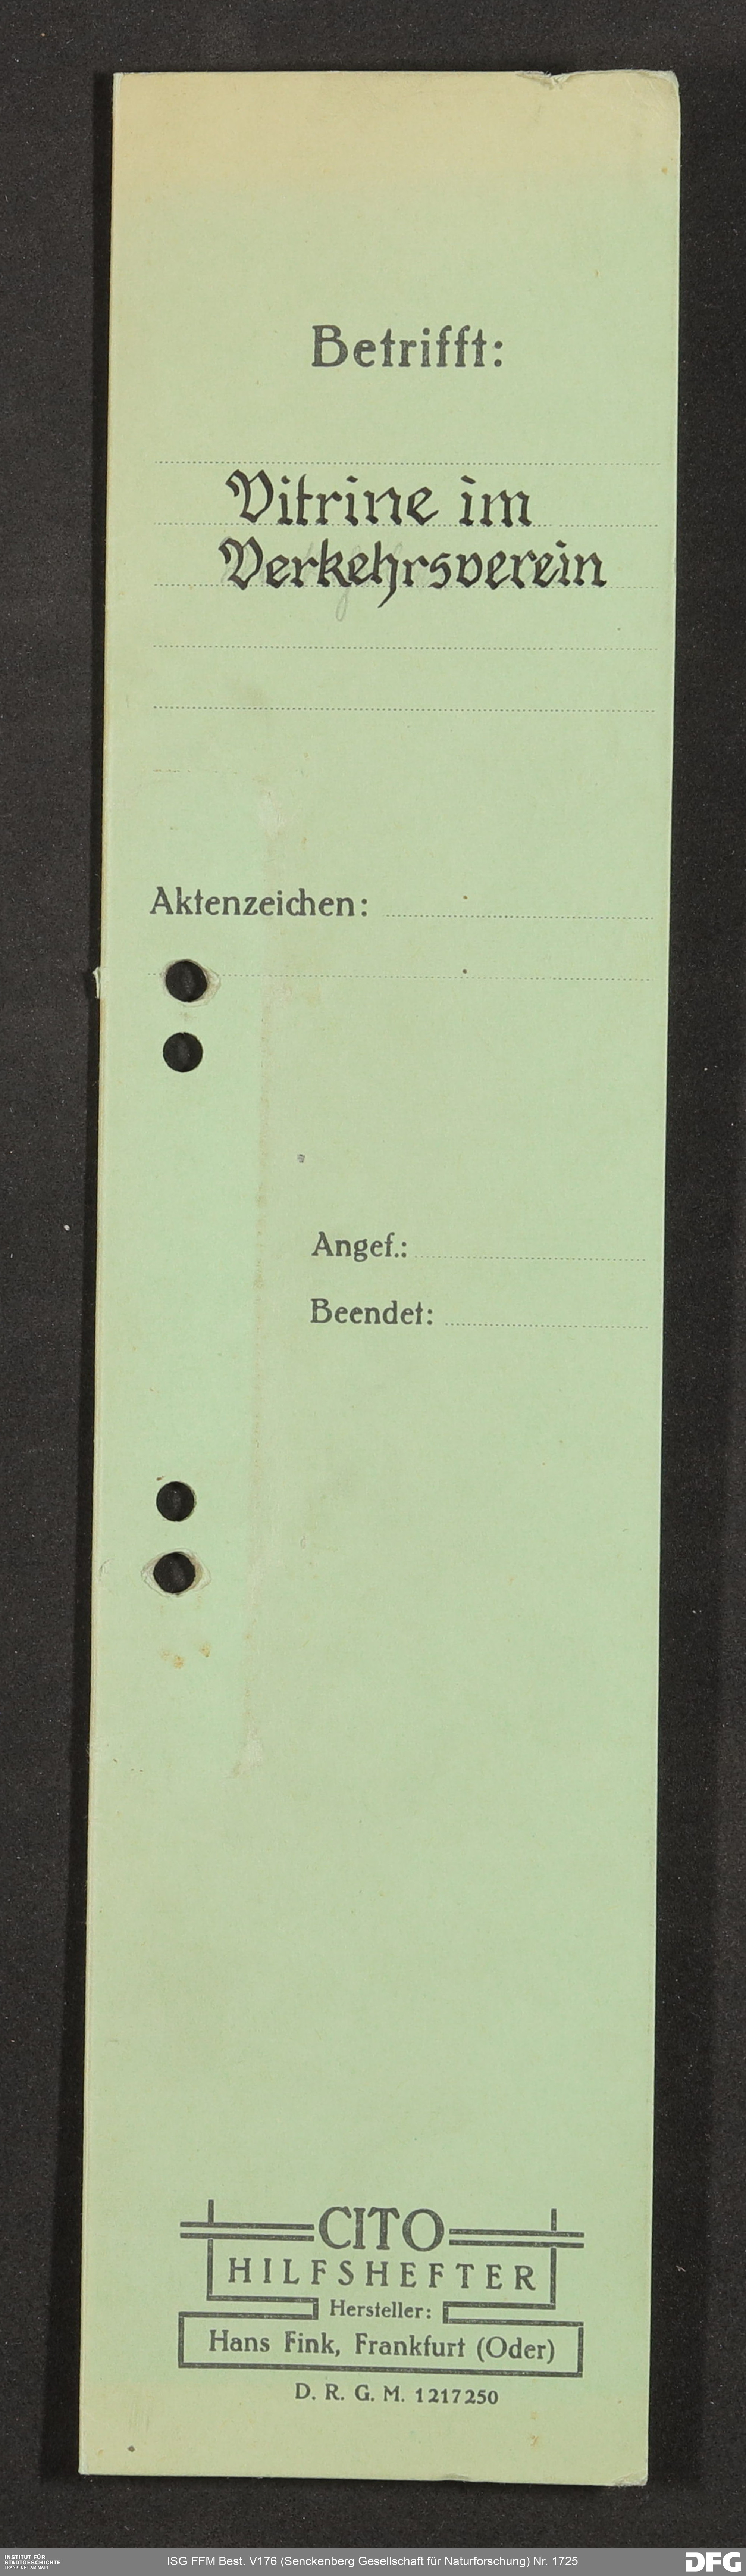 Betrifft:
Vitrine im
Verkehrsverein
Aktenzeichen:
Angef.:
Beendet:
CITO
HILFSHEFTER
Hersteller:
Hans Fink, Frankfurt (Oder)
D. R. G. M. 1217250
INSTITUT FÜR
STADTGESCHICHTE
FRANKFURT AM MAIN
ISG FFM Best. V176 (Senckenberg Gesellschaft für Naturforschung) Nr. 1725
DFG